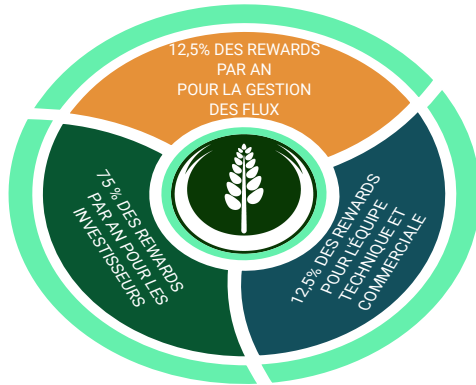 12,5% DES REWARDS
PAR AN
POUR LA GESTION
DES FLUX
75% DES REWARDS
PAR AN POUR LES
INVESTISSEURS
12,5% DES REWARDS
POUR L'ÉQUIPE
TECHNIQUE ET
COMMERCIALE